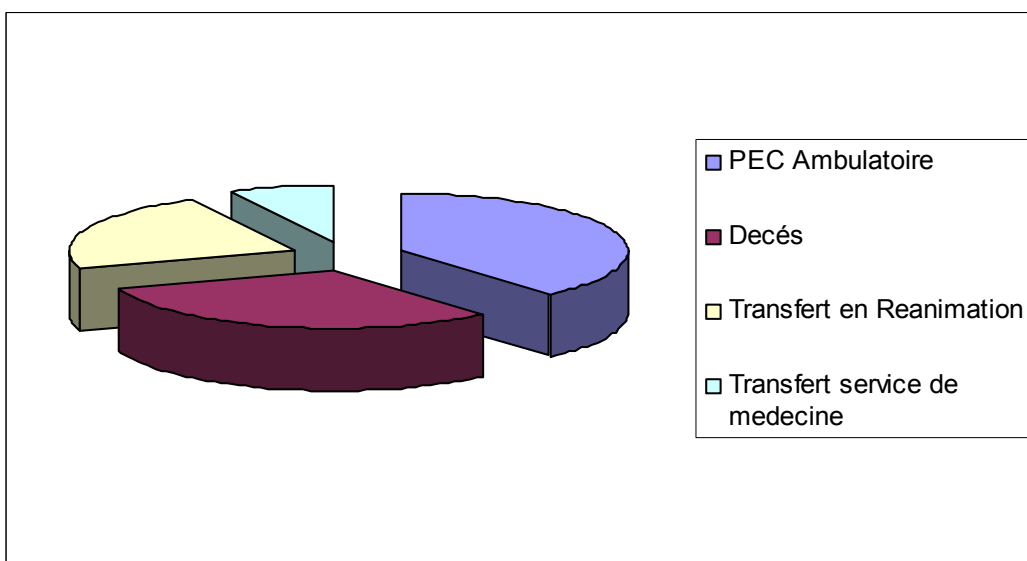 PEC Ambulatoire
Decés
Transfert en Reanimation
Transfert service de
medecine